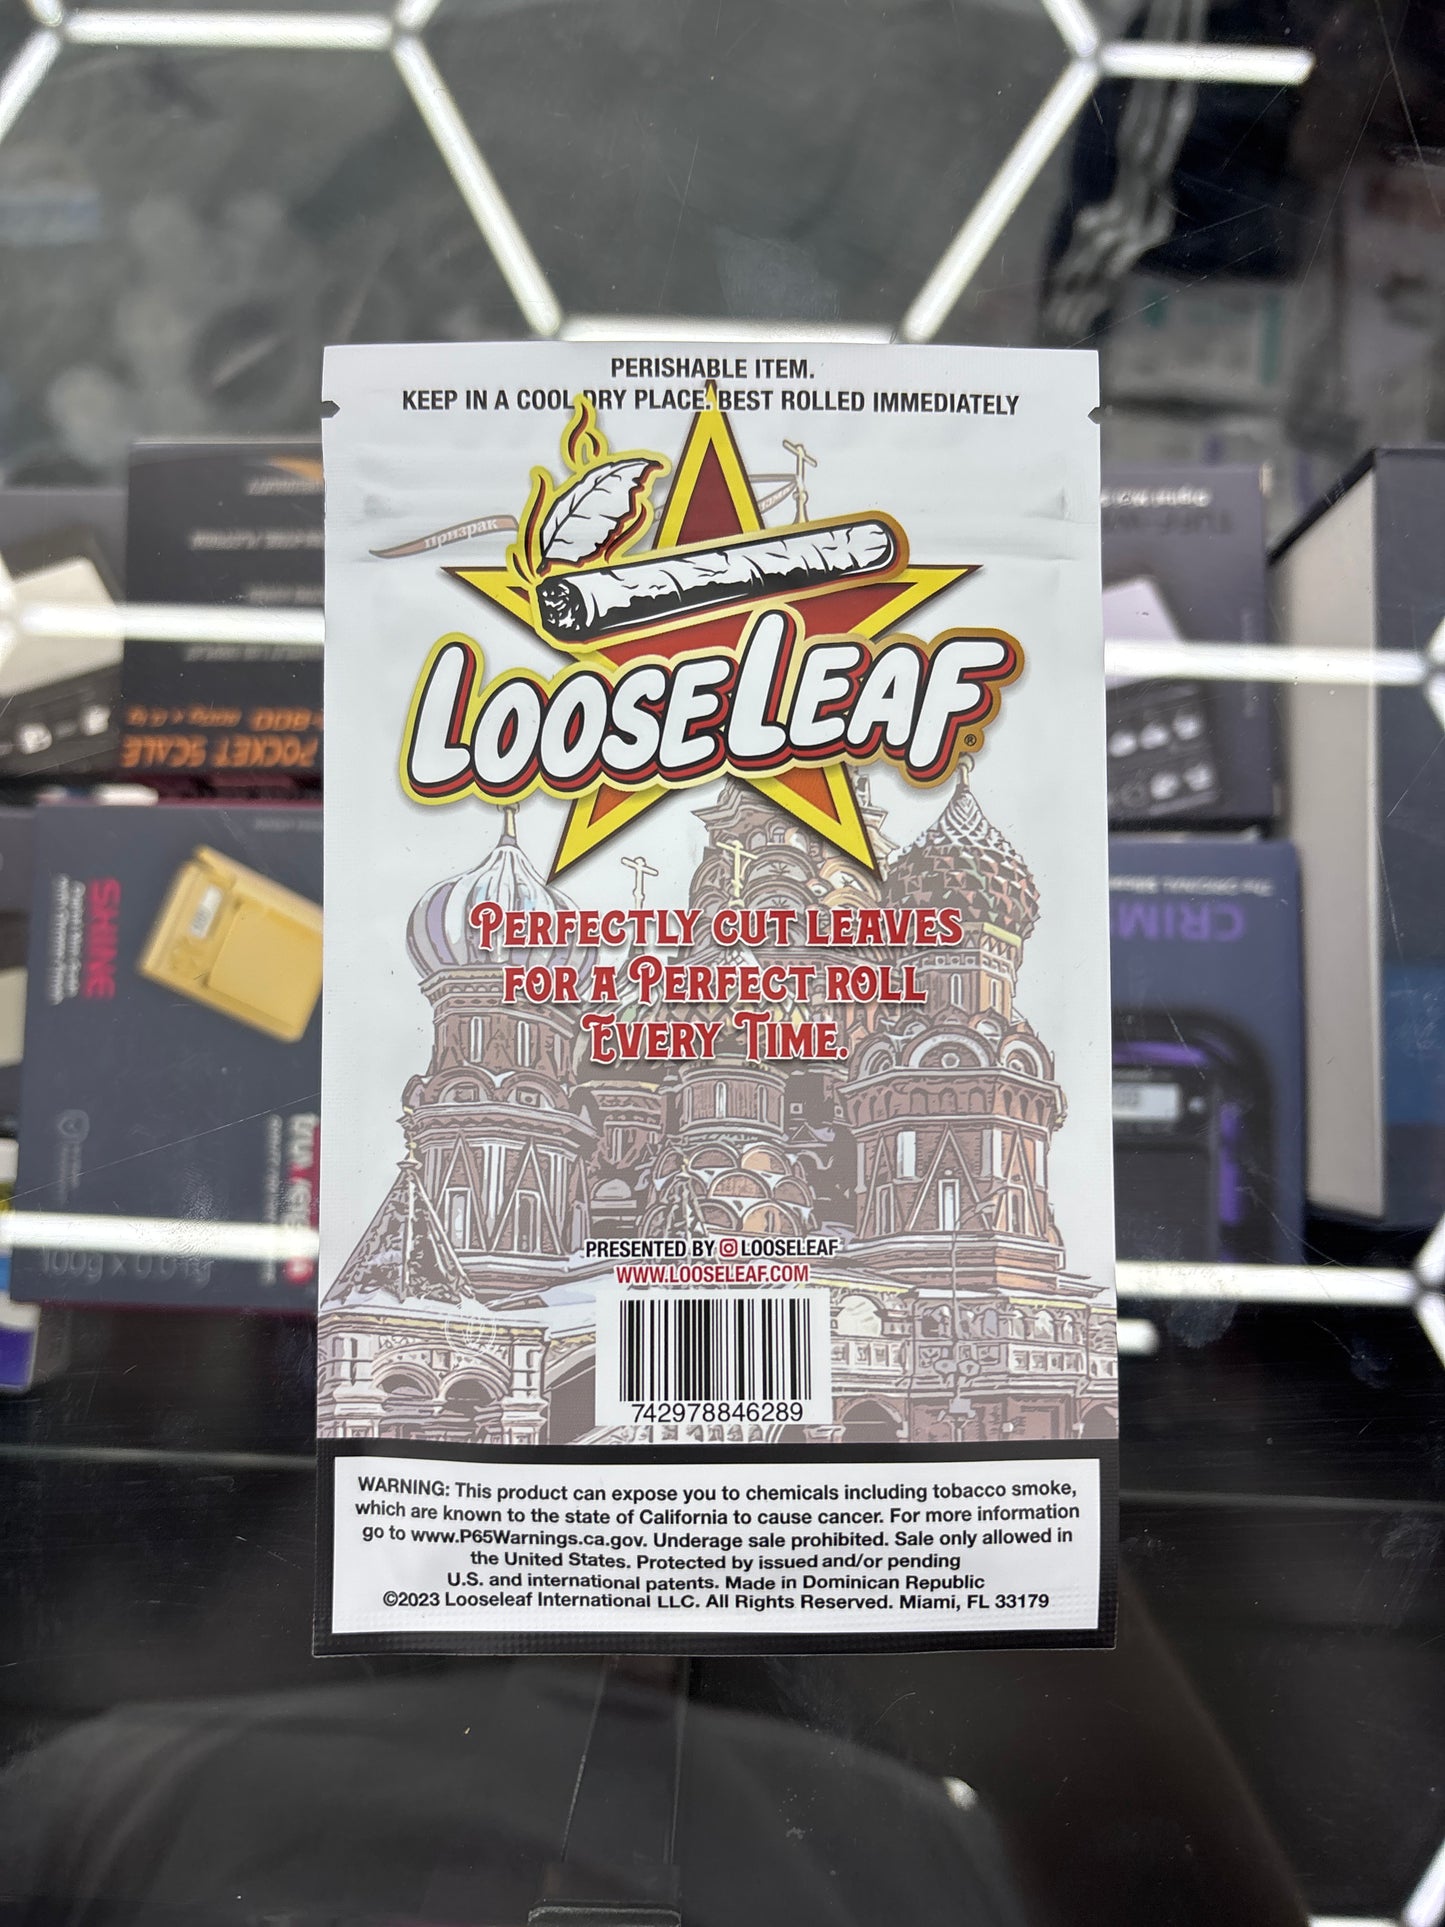 PERISHABLE ITEM.
KEEP IN A COOL DRY PLACE. BEST ROLLED IMMEDIATELY
призрак
LOOSELEAF®
PERFECTLY CUT LEAVES
FOR A PERFECT ROLL
EVERY TIME.
PRESENTED BY LOOSELEAF
WWW.LOOSELEAF.COM
742978846289
WARNING: This product can expose you to chemicals including tobacco smoke,
which are known to the state of California to cause cancer. For more information
go to www.P65Warnings.ca.gov. Underage sale prohibited. Sale only allowed in
the United States. Protected by issued and/or pending
U.S. and international patents. Made in Dominican Republic
©2023 Looseleaf International LLC. All Rights Reserved. Miami, FL 33179
POCKET SCALE
SHINE
CRIM
100g x 0.01g